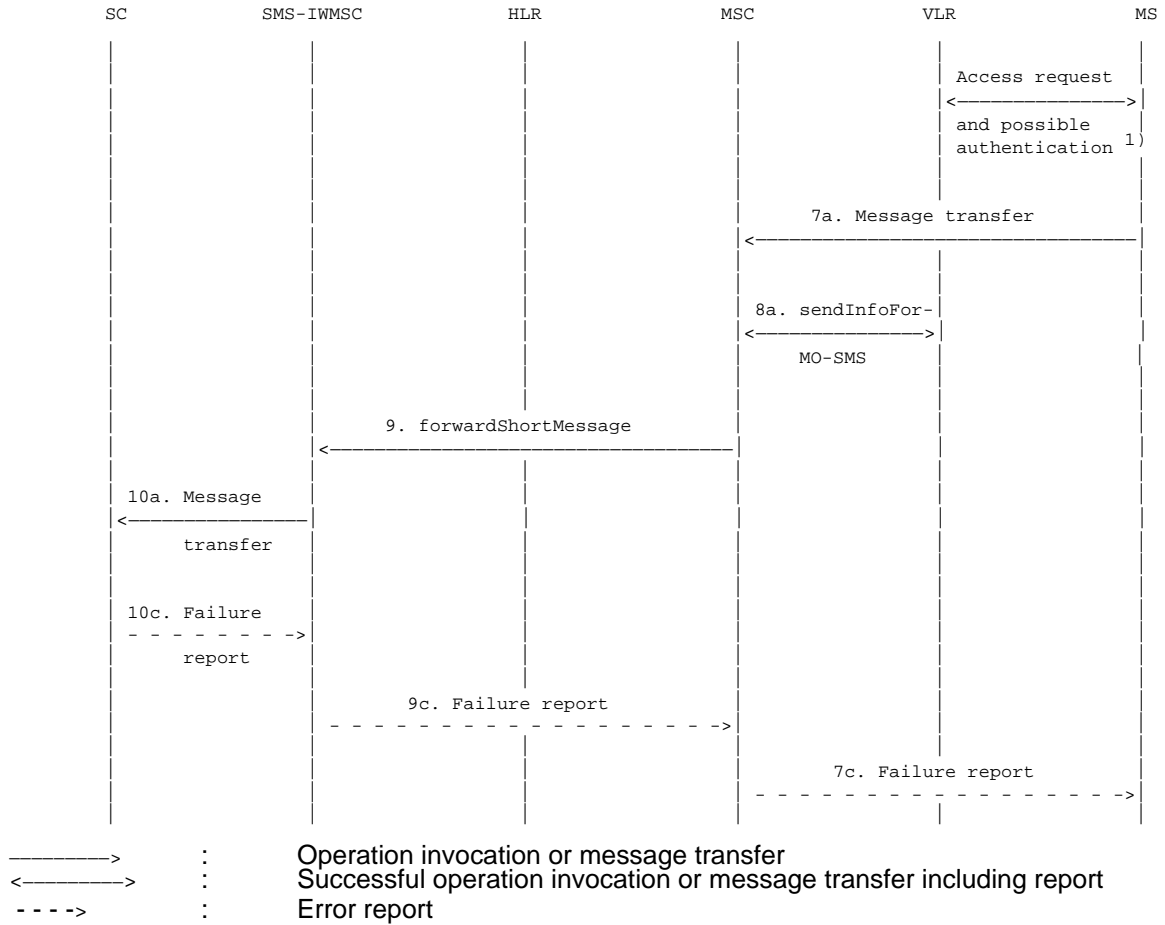 SC SMS-IWMSC HLR MSC VLR MS
Access request
and possible
authentication 1)
7a. Message transfer
8a. sendInfoFor-
MO-SMS
9. forwardShortMessage
10a. Message
transfer
10c. Failure
report
9c. Failure report
7c. Failure report
: Operation invocation or message transfer
: Successful operation invocation or message transfer including report
: Error report